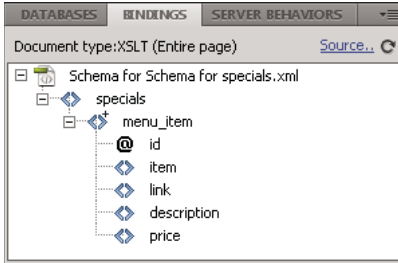 DATABASES BINDINGS SERVER BEHAVIORS
Document type:XSLT (Entire page) Source..
Schema for Schema for specials.xml
specials
menu_item
@ id
item
link
description
price